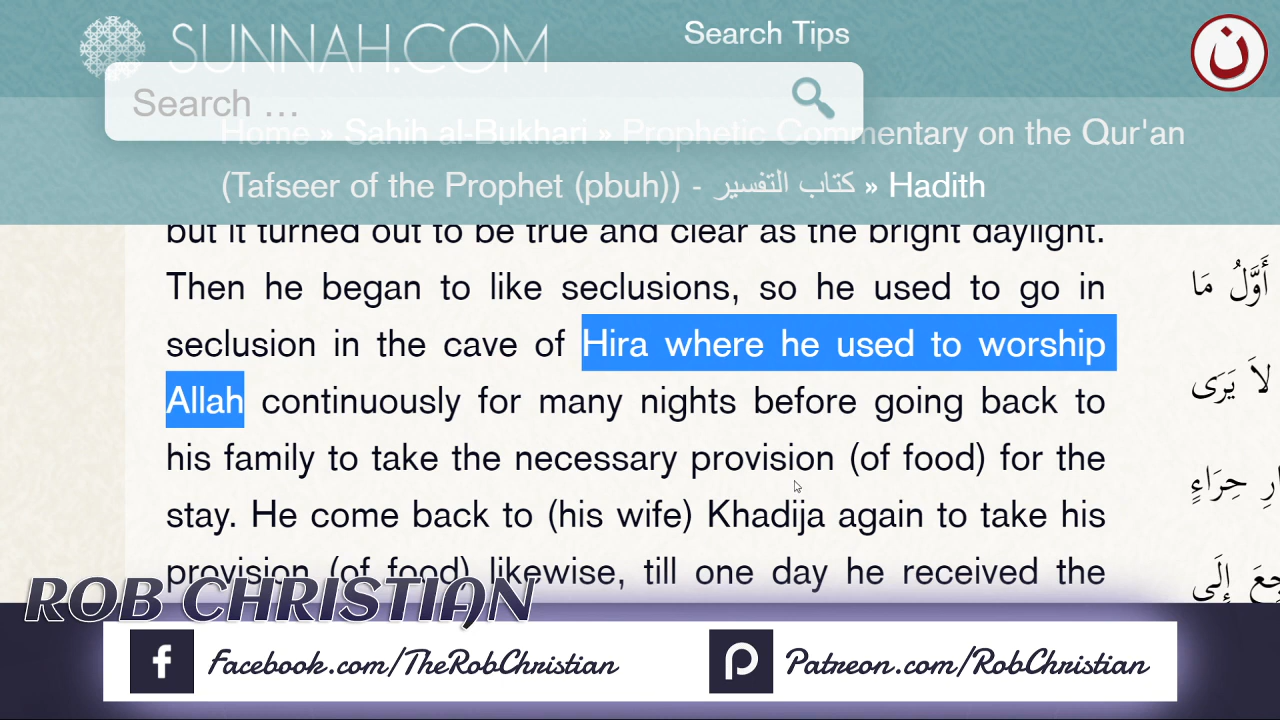 SUNNAH.COM
Search Tips
ن
Search ...
Home » Sahih al-Bukhari » Prophetic Commentary on the Qur'an
(Tafseer of the Prophet (pbuh)) - كتاب التفسير » Hadith
but it turned out to be true and clear as the bright daylight.
Then he began to like seclusions, so he used to go in
seclusion in the cave of Hira where he used to worship
Allah continuously for many nights before going back to
his family to take the necessary provision (of food) for the
stay. He come back to (his wife) Khadija again to take his
provision (of food) likewise, till one day he received the
أَوَّلُ مَا
لاَ يَرَى
حِرَاءٍ
إِلَى
ROB CHRISTIAN
Facebook.com/TheRobChristian
Patreon.com/RobChristian